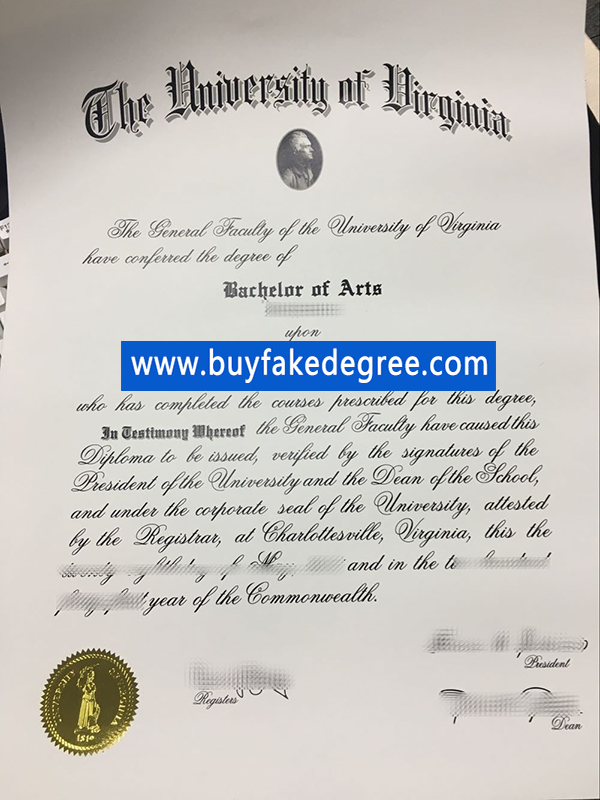 The University of Virginia
The General Faculty of the University of Virginia
have conferred the degree of
Bachelor of Arts
upon
www.buyfakedegree.com
who has completed the courses prescribed for this degree,
In Testimony Whereof the General Faculty have caused this
Diploma to be issued, verified by the signatures of the
President of the University and the Dean of the School,
and under the corporate seal of the University, attested
by the Registrar, at Charlottesville, Virginia, this the
and in the
year of the Commonwealth.
President
Registers
Dean
1819